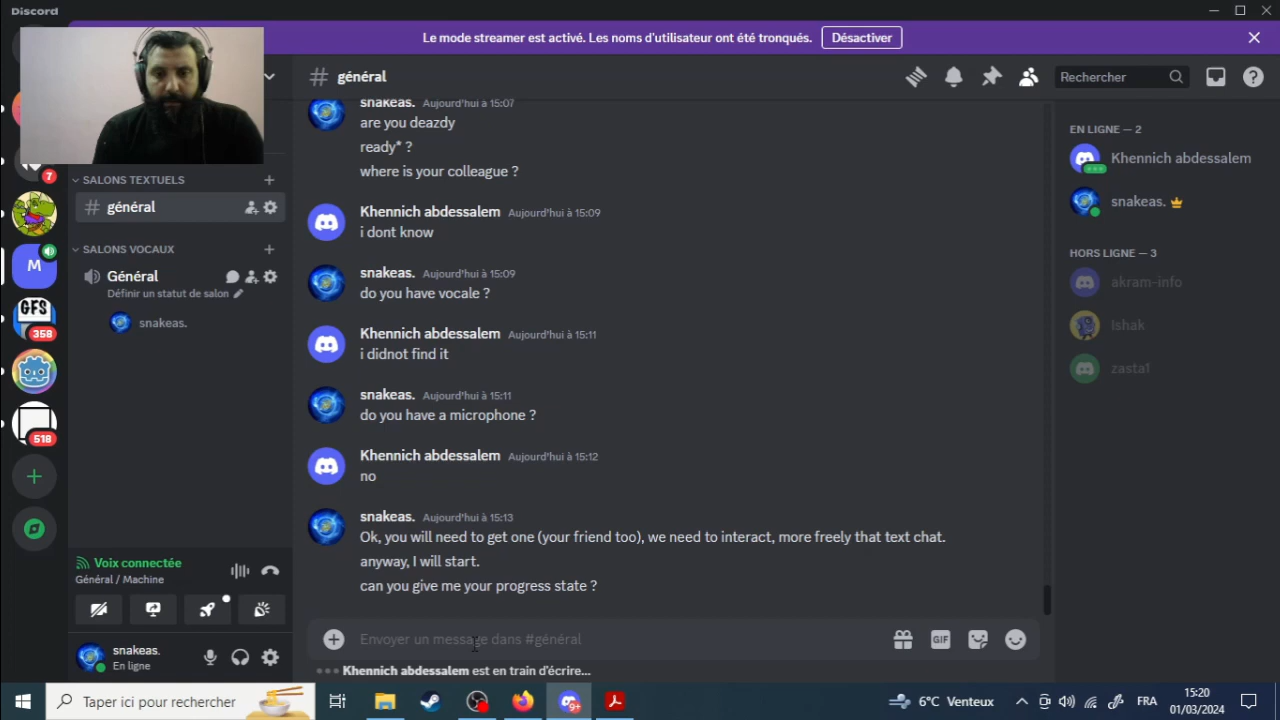 Discord
Le mode streamer est activé. Les noms d'utilisateur ont été tronqués.
Désactiver
général
Rechercher
7
SALONS TEXTUELS
général
SALONS VOCAUX
Général
Définir un statut de salon
snakeas.
M
GFS
358
518
snakeas. Aujourd'hui à 15:07
are you deazdy
ready* ?
where is your colleague ?
Khennich abdessalem Aujourd'hui à 15:09
i dont know
snakeas. Aujourd'hui à 15:09
do you have vocale ?
Khennich abdessalem Aujourd'hui à 15:11
i didnot find it
snakeas. Aujourd'hui à 15:11
do you have a microphone ?
Khennich abdessalem Aujourd'hui à 15:12
no
snakeas. Aujourd'hui à 15:13
Ok, you will need to get one (your friend too), we need to interact, more freely that text chat.
anyway, I will start.
can you give me your progress state ?
Envoyer un message dans #général
GIF
Khennich abdessalem est en train d'écrire...
EN LIGNE — 2
Khennich abdessalem
snakeas.
HORS LIGNE — 3
akram-info
Ishak
zasta1
Voix connectée
Général / Machine
snakeas.
En ligne
Taper ici pour rechercher
9+
6°C Venteux
FRA
15:20
01/03/2024